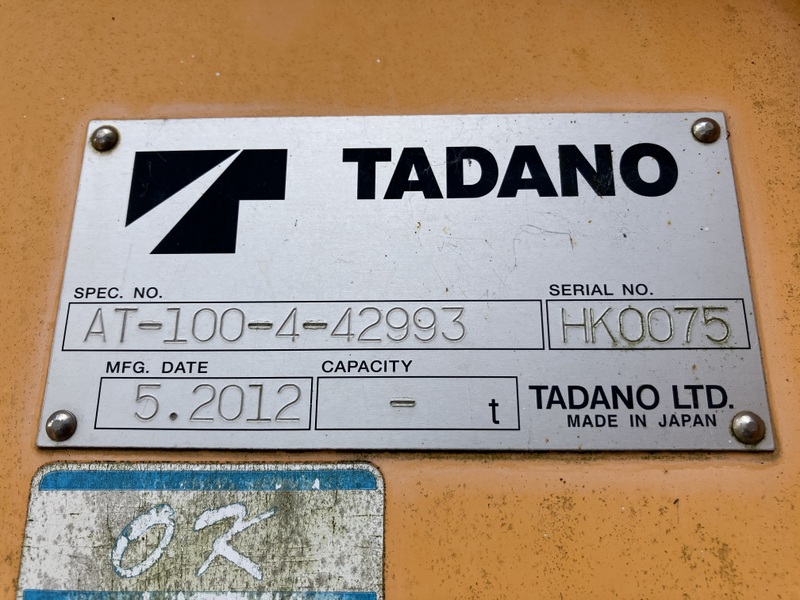 TADANO
SPEC. NO.
AT-100-4-42993
SERIAL NO.
HK0075
MFG. DATE
5.2012
CAPACITY
- t
TADANO LTD.
MADE IN JAPAN
OK